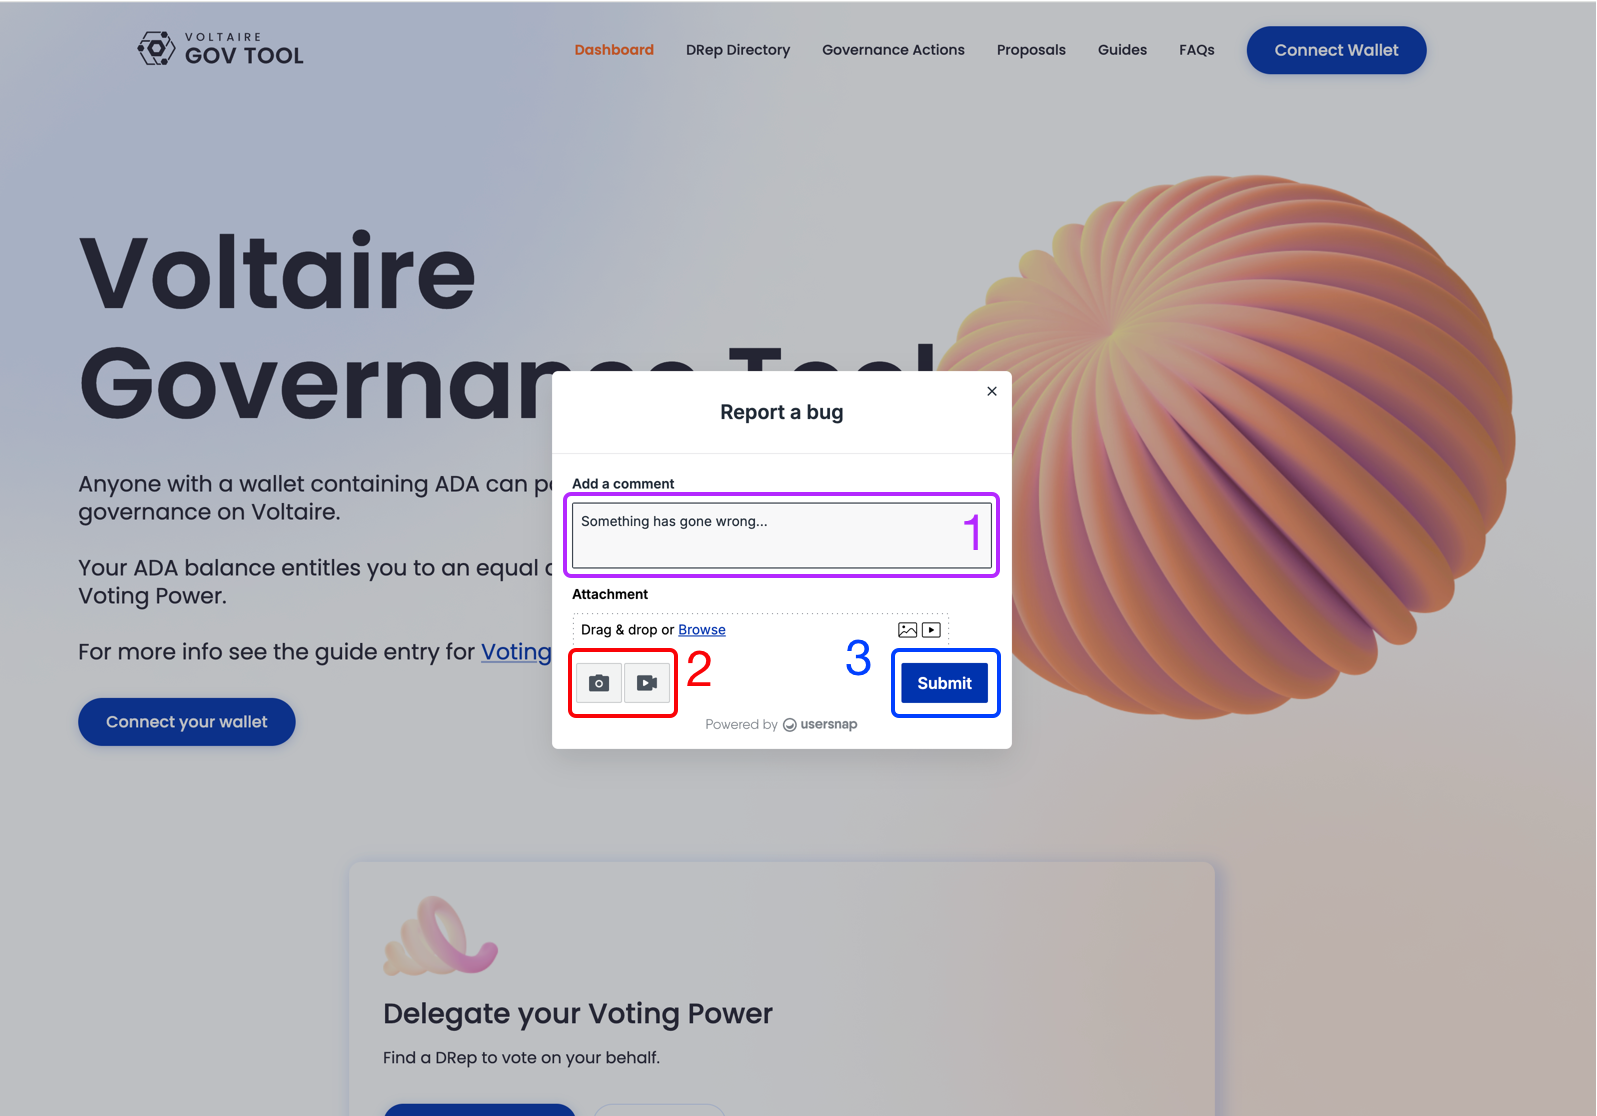 VOLTAIRE
GOV TOOL
Dashboard
DRep Directory
Governance Actions
Proposals
Guides
FAQs
Connect Wallet
Voltaire
Governance Tool
Anyone with a wallet containing ADA can
governance on Voltaire.
Your ADA balance entitles you to an equal
Voting Power.
For more info see the guide entry for Voting
Connect your wallet
Report a bug
Add a comment
Something has gone wrong...
1
Attachment
Drag & drop or Browse
2
3
Submit
Powered by usersnap
Delegate your Voting Power
Find a DRep to vote on your behalf.